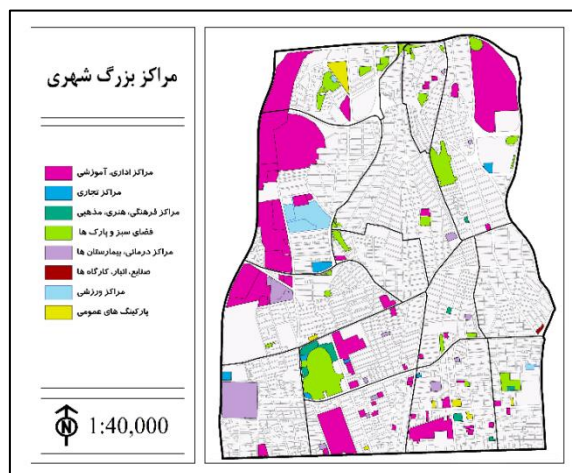 مراکز بزرگ شهری
مراکز اداری، آموزشی
مراکز تجاری
مراکز فرهنگی، هنری، مذهبی
فضای سبز و پارک ها
مراکز درمانی، بیمارستان ها
صنایع، انبار، کارگاه ها
مراکز ورزشی
پارکینگ های عمومی
N
1:40,000